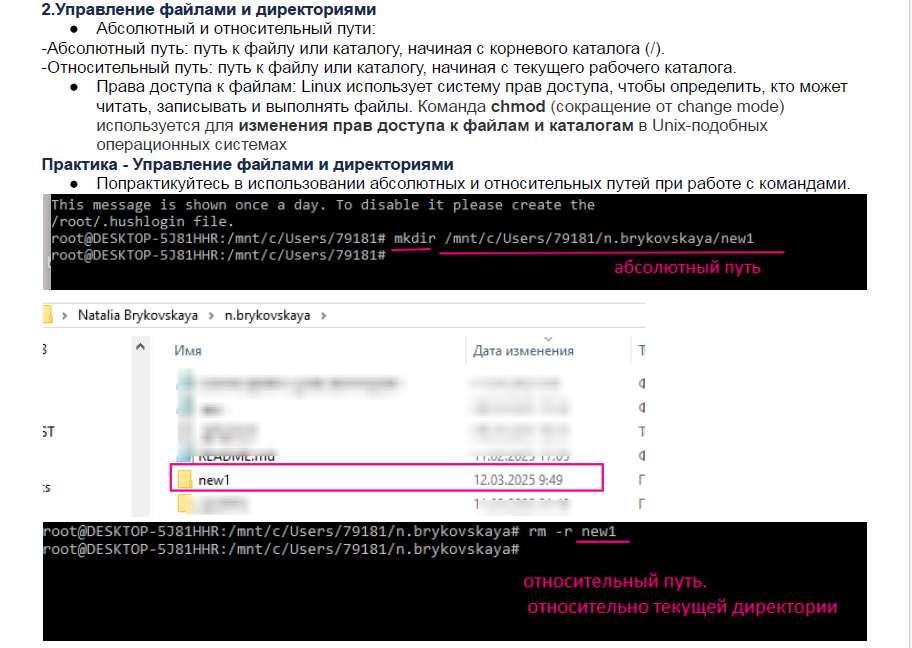 2.Управление файлами и директориями
● Абсолютный и относительный пути:
-Абсолютный путь: путь к файлу или каталогу, начиная с корневого каталога (/).
-Относительный путь: путь к файлу или каталогу, начиная с текущего рабочего каталога.
● Права доступа к файлам: Linux использует систему прав доступа, чтобы определить, кто может
читать, записывать и выполнять файлы. Команда chmod (сокращение от change mode)
используется для изменения прав доступа к файлам и каталогам в Unix-подобных
операционных системах
Практика - Управление файлами и директориями
● Попрактикуйтесь в использовании абсолютных и относительных путей при работе с командами.
This message is shown once a day. To disable it please create the
/root/.hushlogin file.
root@DESKTOP-5J81HHR:/mnt/c/Users/79181# mkdir /mnt/c/Users/79181/n.brykovskaya/new1
root@DESKTOP-5J81HHR:/mnt/c/Users/79181#
абсолютный путь
> Natalia Brykovskaya > n.brykovskaya >
Имя Дата изменения
README.md
new1 12.03.2025 9:49
root@DESKTOP-5J81HHR:/mnt/c/Users/79181/n.brykovskaya# rm -r new1
root@DESKTOP-5J81HHR:/mnt/c/Users/79181/n.brykovskaya#
относительный путь.
относительно текущей директории